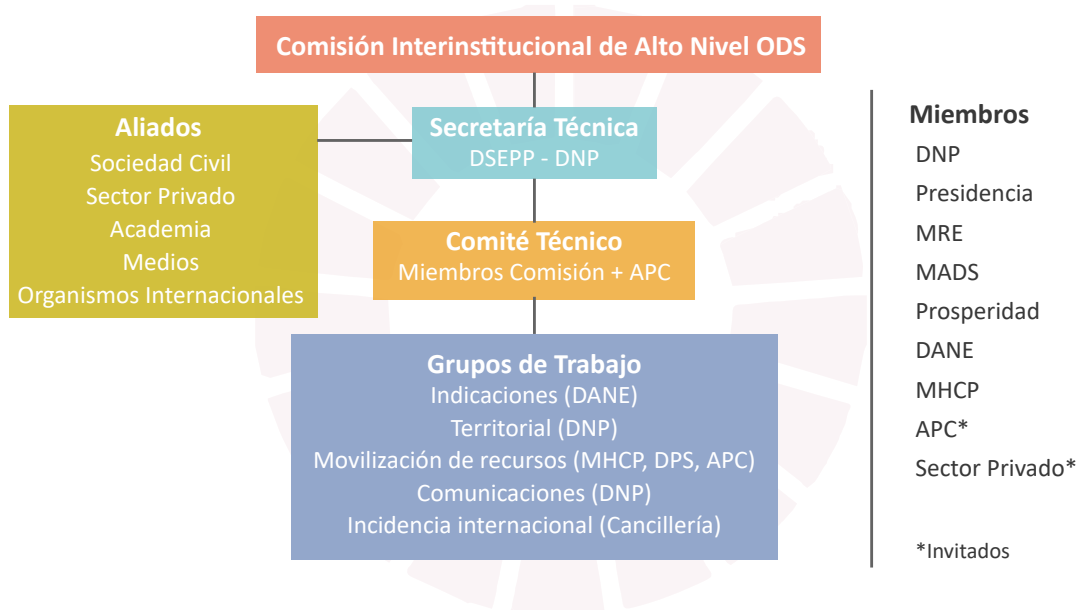 Comisión Interinstitucional de Alto Nivel ODS
Aliados
Sociedad Civil
Sector Privado
Academia
Medios
Organismos Internacionales
Secretaría Técnica
DSEPP - DNP
Comité Técnico
Miembros Comisión + APC
Grupos de Trabajo
Indicaciones (DANE)
Territorial (DNP)
Movilización de recursos (MHCP, DPS, APC)
Comunicaciones (DNP)
Incidencia internacional (Cancillería)
Miembros
DNP
Presidencia
MRE
MADS
Prosperidad
DANE
MHCP
APC*
Sector Privado*
*Invitados